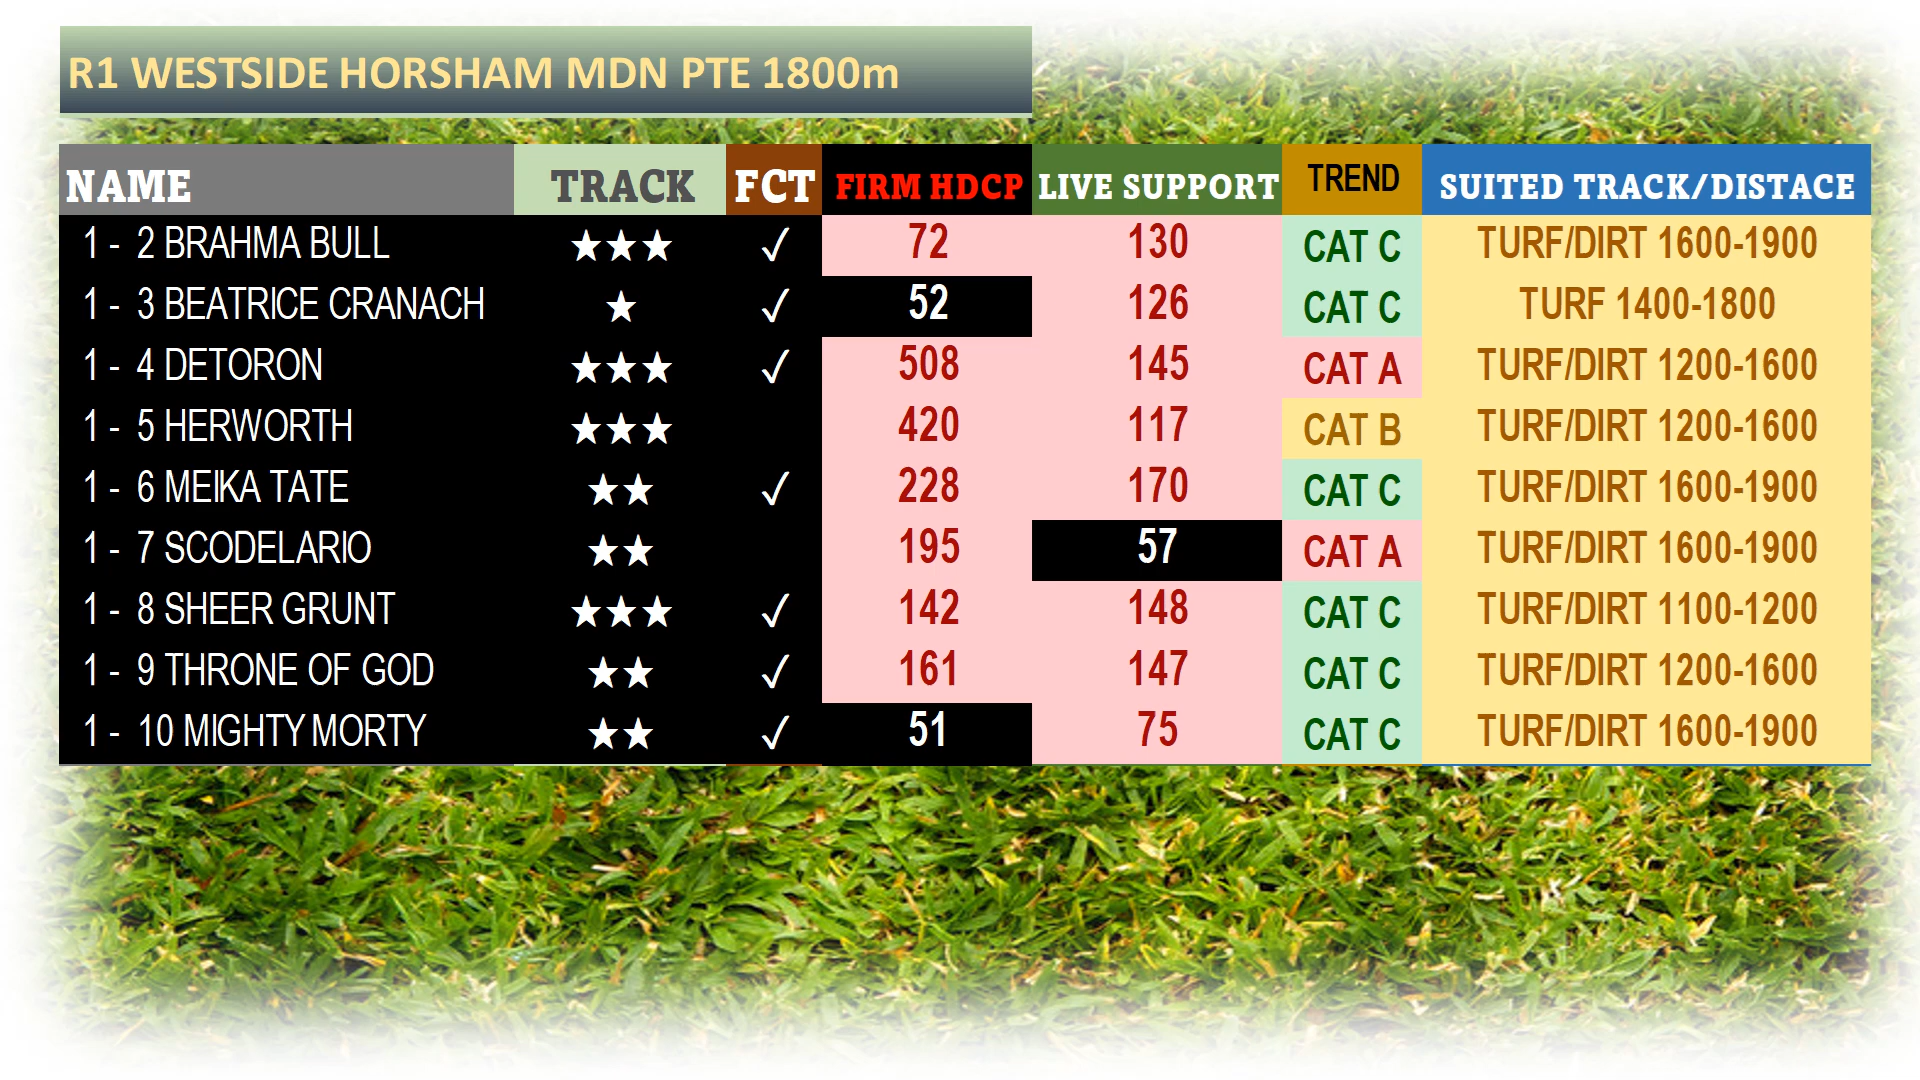 R1 WESTSIDE HORSHAM MDN PTE 1800m
NAME TRACK FCT FIRM HDCP LIVE SUPPORT TREND SUITED TRACK/DISTACE
1 - 2 BRAHMA BULL ★★★ ✓ 72 130 CAT C TURF/DIRT 1600-1900
1 - 3 BEATRICE CRANACH ★ ✓ 52 126 CAT C TURF 1400-1800
1 - 4 DETORON ★★★ ✓ 508 145 CAT A TURF/DIRT 1200-1600
1 - 5 HERWORTH ★★★ 420 117 CAT B TURF/DIRT 1200-1600
1 - 6 MEIKA TATE ★★ ✓ 228 170 CAT C TURF/DIRT 1600-1900
1 - 7 SCODELARIO ★★ 195 57 CAT A TURF/DIRT 1600-1900
1 - 8 SHEER GRUNT ★★★ ✓ 142 148 CAT C TURF/DIRT 1100-1200
1 - 9 THRONE OF GOD ★★ ✓ 161 147 CAT C TURF/DIRT 1200-1600
1 - 10 MIGHTY MORTY ★★ ✓ 51 75 CAT C TURF/DIRT 1600-1900